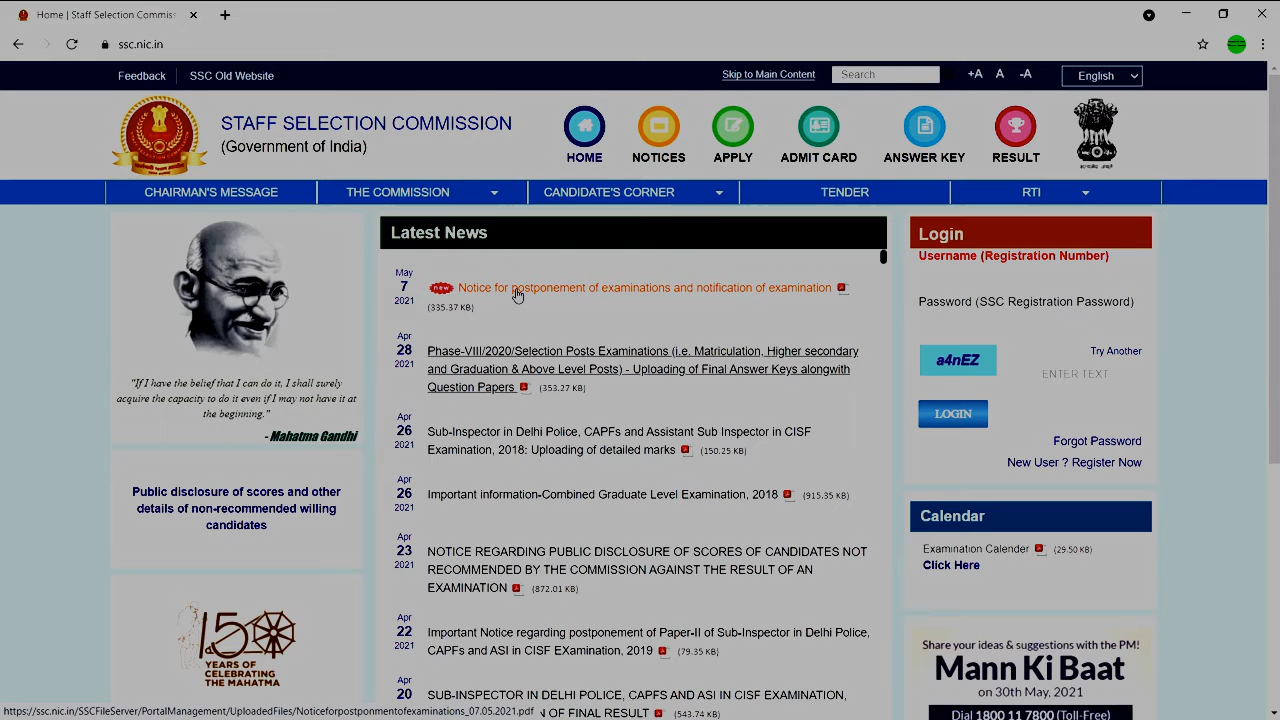 Home | Staff Selection Commiss
ssc.nic.in
Feedback
SSC Old Website
Skip to Main Content
Search
+A A -A
English
STAFF SELECTION COMMISSION
(Government of India)
HOME
NOTICES
APPLY
ADMIT CARD
ANSWER KEY
RESULT
CHAIRMAN'S MESSAGE
THE COMMISSION
CANDIDATE'S CORNER
TENDER
RTI
"If I have the belief that I can do it, I shall surely
acquire the capacity to do it even if I may not have it at
the beginning."
- Mahatma Gandhi
Public disclosure of scores and other
details of non-recommended willing
candidates
150
YEARS OF
CELEBRATING
THE MAHATMA
Latest News
May
7
2021
new Notice for postponement of examinations and notification of examination
(335.37 KB)
Apr
28
2021
Phase-VIII/2020/Selection Posts Examinations (i.e. Matriculation, Higher secondary
and Graduation & Above Level Posts) - Uploading of Final Answer Keys alongwith
Question Papers (353.27 KB)
Apr
26
2021
Sub-Inspector in Delhi Police, CAPFs and Assistant Sub Inspector in CISF
Examination, 2018: Uploading of detailed marks (150.25 KB)
Apr
26
2021
Important information-Combined Graduate Level Examination, 2018 (915.35 KB)
Apr
23
2021
NOTICE REGARDING PUBLIC DISCLOSURE OF SCORES OF CANDIDATES NOT
RECOMMENDED BY THE COMMISSION AGAINST THE RESULT OF AN
EXAMINATION (872.01 KB)
Apr
22
2021
Important Notice regarding postponement of Paper-II of Sub-Inspector in Delhi Police,
CAPFs and ASI in CISF EXamination, 2019 (79.35 KB)
Apr
20
SUB-INSPECTOR IN DELHI POLICE, CAPFS AND ASI IN CISF EXAMINATION,
N OF FINAL RESULT (543.74 KB)
Login
Username (Registration Number)
Password (SSC Registration Password)
a4nEZ
Try Another
ENTER TEXT
LOGIN
Forgot Password
New User ? Register Now
Calendar
Examination Calender (29.50 KB)
Click Here
Share your ideas & suggestions with the PM!
Mann Ki Baat
on 30th May, 2021
Dial 1800 11 7800 (Toll-Free)
https://ssc.nic.in/SSCFileServer/PortalManagement/UploadedFiles/Noticeforpostponmentofexaminations_07.05.2021.pdf